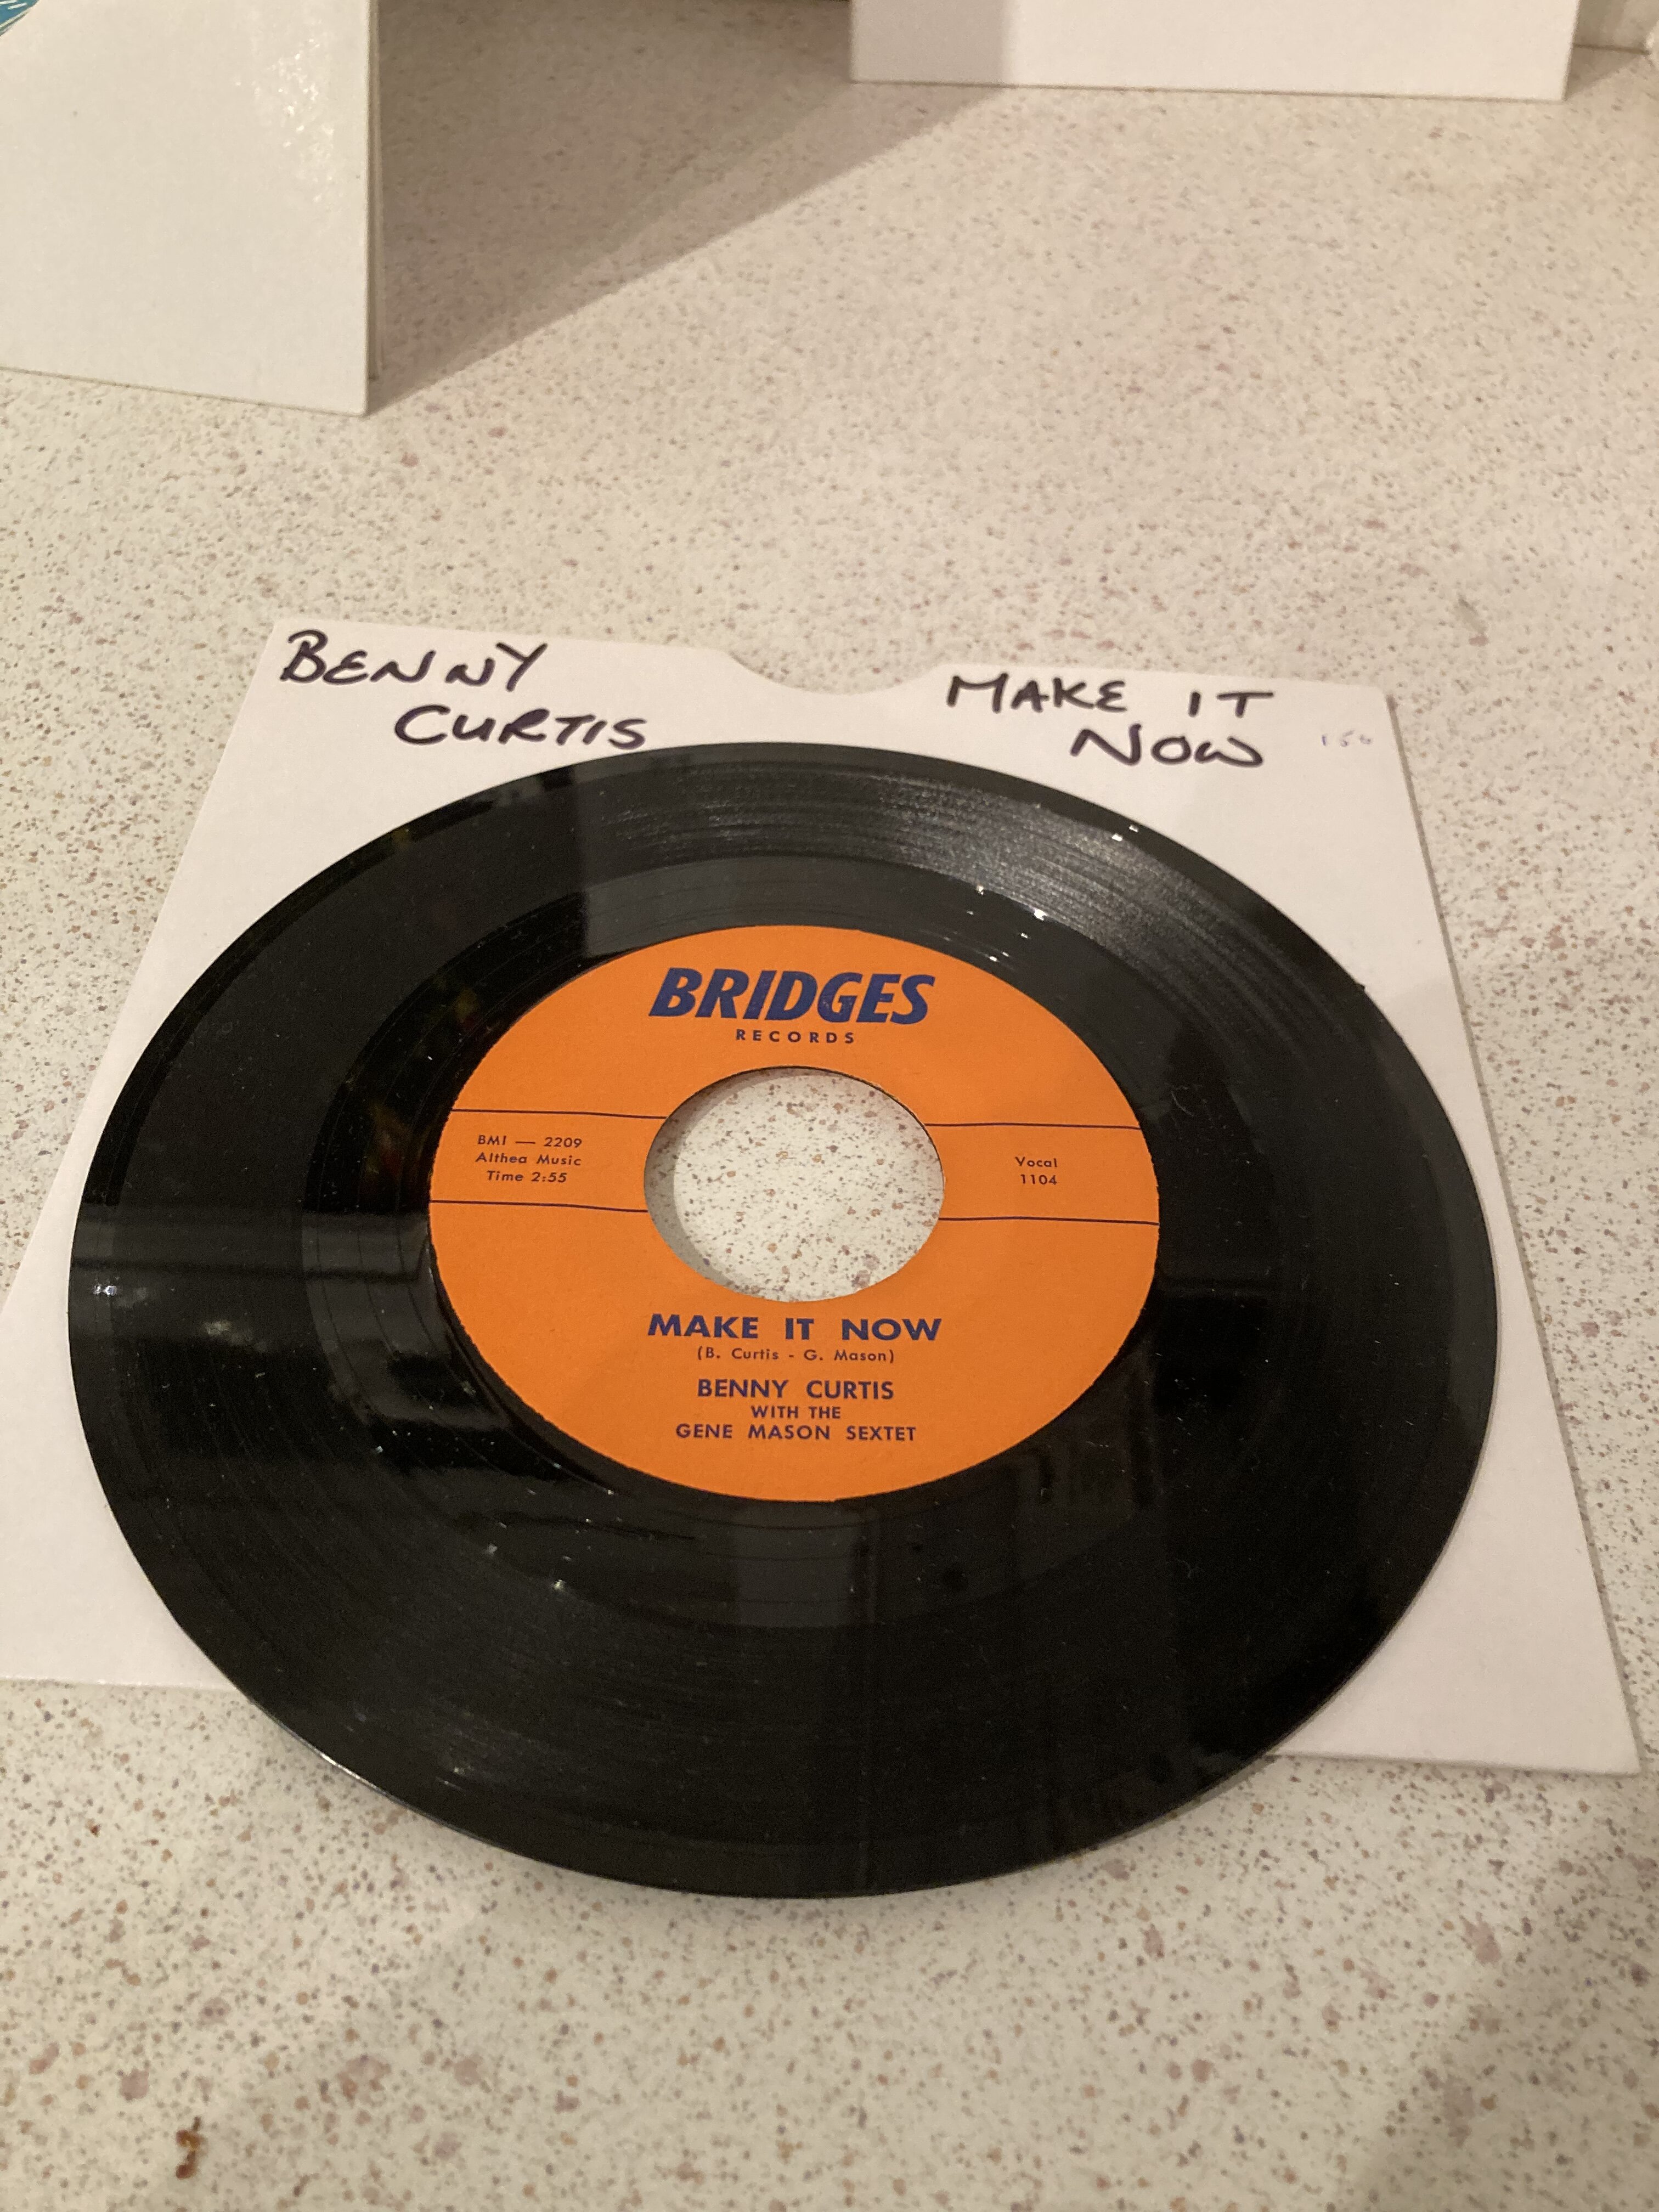 BENNY
CURTIS
MAKE IT
NOW
BRIDGES
RECORDS
BMI — 2209
Althea Music
Time 2:55
Vocal
1104
MAKE IT NOW
(B. Curtis - G. Mason)
BENNY CURTIS
WITH THE
GENE MASON SEXTET